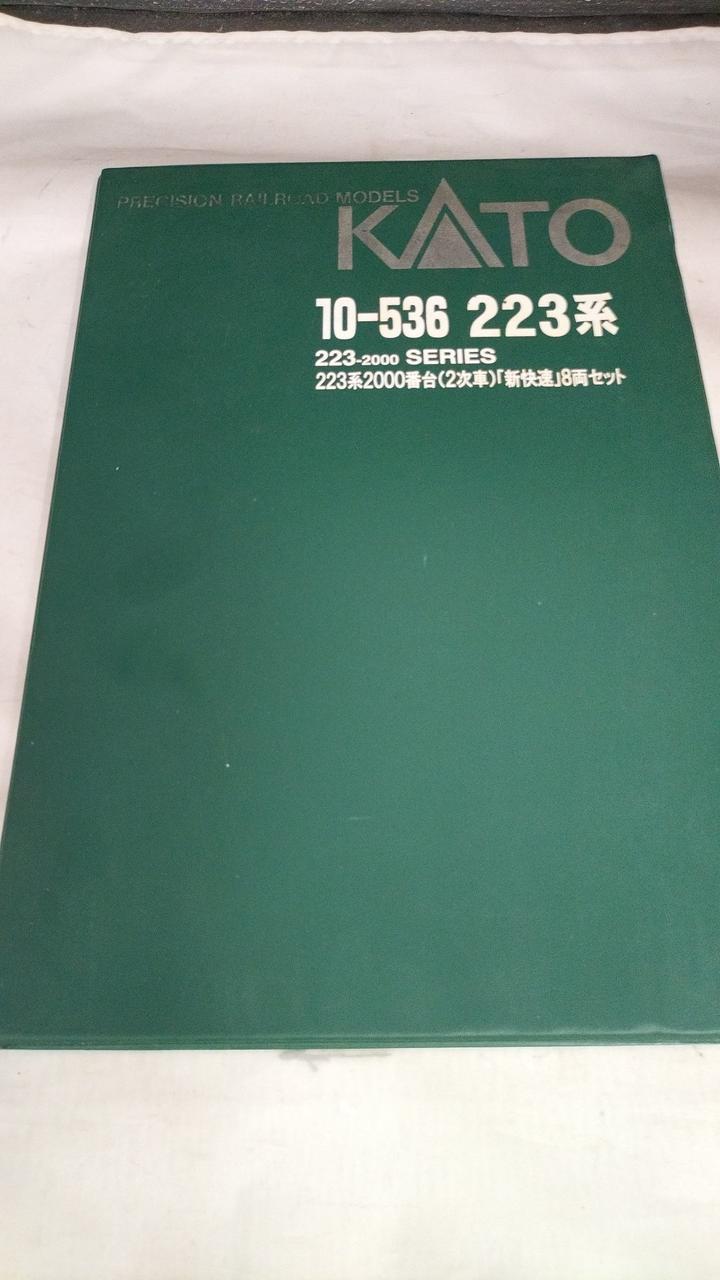 PRECISION RAILROAD MODELS
KATO
10-536 223系
223-2000 SERIES
223系2000番台(2次車)「新快速」8両セット